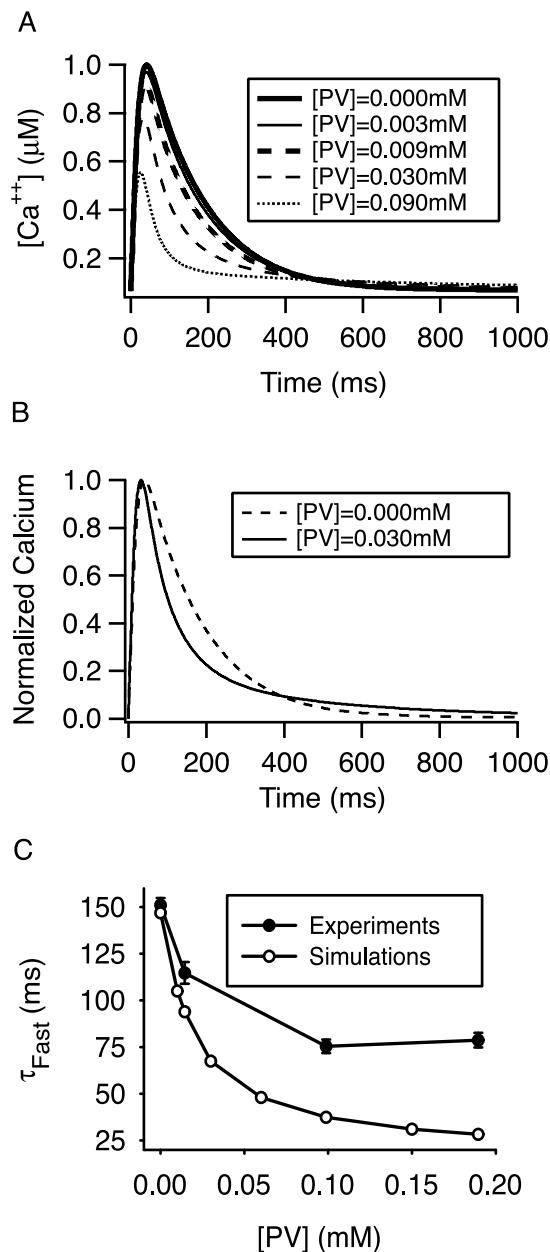 A
[Ca++] (μM)
1.0
0.8
0.6
0.4
0.2
[PV]=0.000mM
[PV]=0.003mM
[PV]=0.009mM
[PV]=0.030mM
[PV]=0.090mM
0 200 400 600 800 1000
Time (ms)
B
Normalized Calcium
1.0
0.8
0.6
0.4
0.2
0.0
[PV]=0.000mM
[PV]=0.030mM
0 200 400 600 800 1000
Time (ms)
C
τFast (ms)
150
125
100
75
50
25
Experiments
Simulations
0.00 0.05 0.10 0.15 0.20
[PV] (mM)